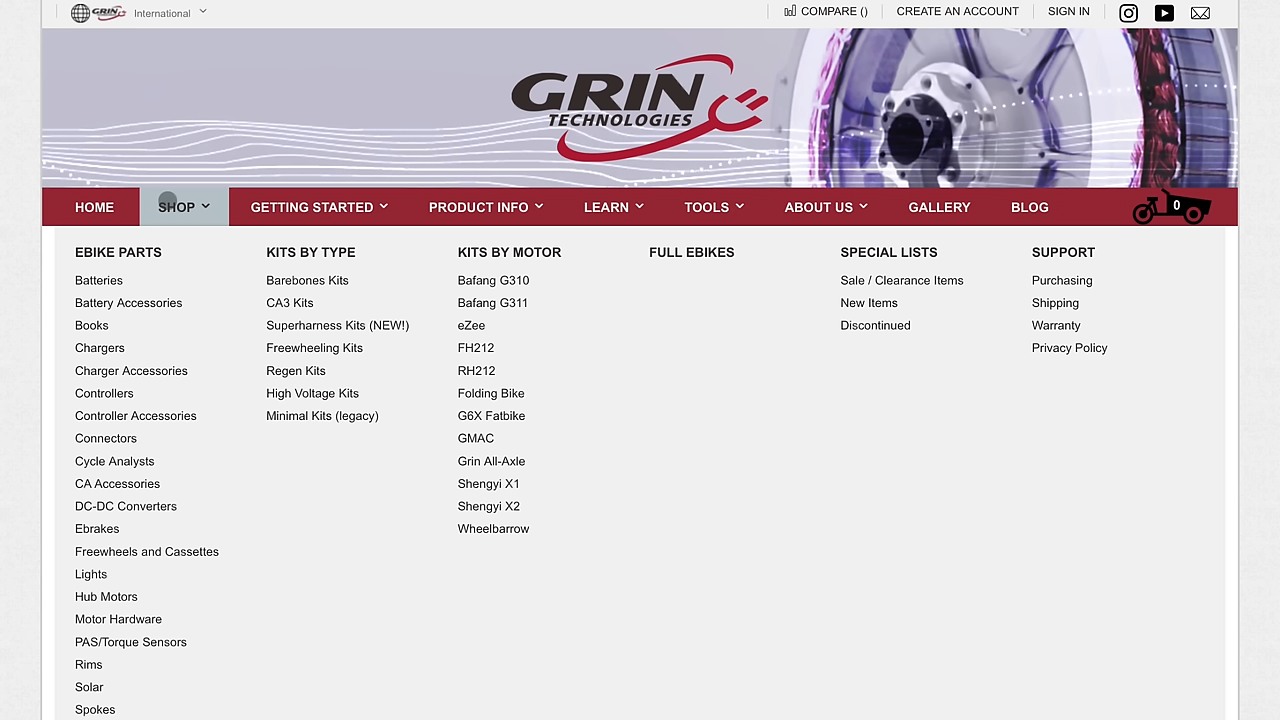 GRIN International COMPARE () CREATE AN ACCOUNT SIGN IN
GRIN
TECHNOLOGIES
HOME SHOP GETTING STARTED PRODUCT INFO LEARN TOOLS ABOUT US GALLERY BLOG 0
EBIKE PARTS
Batteries
Battery Accessories
Books
Chargers
Charger Accessories
Controllers
Controller Accessories
Connectors
Cycle Analysts
CA Accessories
DC-DC Converters
Ebrakes
Freewheels and Cassettes
Lights
Hub Motors
Motor Hardware
PAS/Torque Sensors
Rims
Solar
Spokes
KITS BY TYPE
Barebones Kits
CA3 Kits
Superharness Kits (NEW!)
Freewheeling Kits
Regen Kits
High Voltage Kits
Minimal Kits (legacy)
KITS BY MOTOR
Bafang G310
Bafang G311
eZee
FH212
RH212
Folding Bike
G6X Fatbike
GMAC
Grin All-Axle
Shengyi X1
Shengyi X2
Wheelbarrow
FULL EBIKES
SPECIAL LISTS
Sale / Clearance Items
New Items
Discontinued
SUPPORT
Purchasing
Shipping
Warranty
Privacy Policy